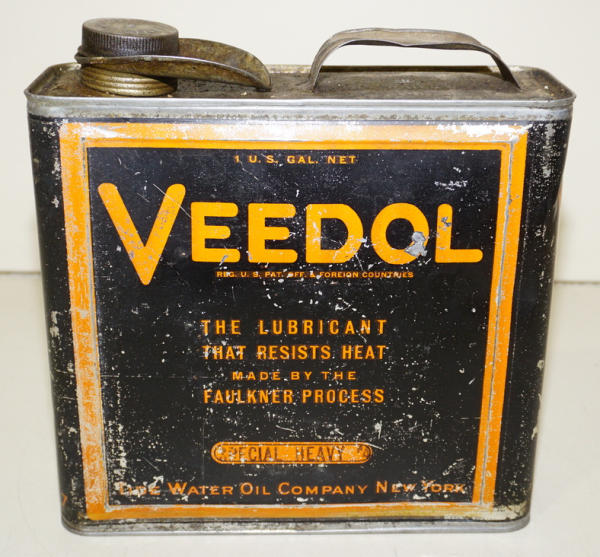 1 U.S. GAL. NET
VEEDOL
REG. U.S. PAT. OFF. & FOREIGN COUNTRIES
THE LUBRICANT
THAT RESISTS HEAT
MADE BY THE
FAULKNER PROCESS
SPECIAL HEAVY
TIDE WATER OIL COMPANY NEW YORK